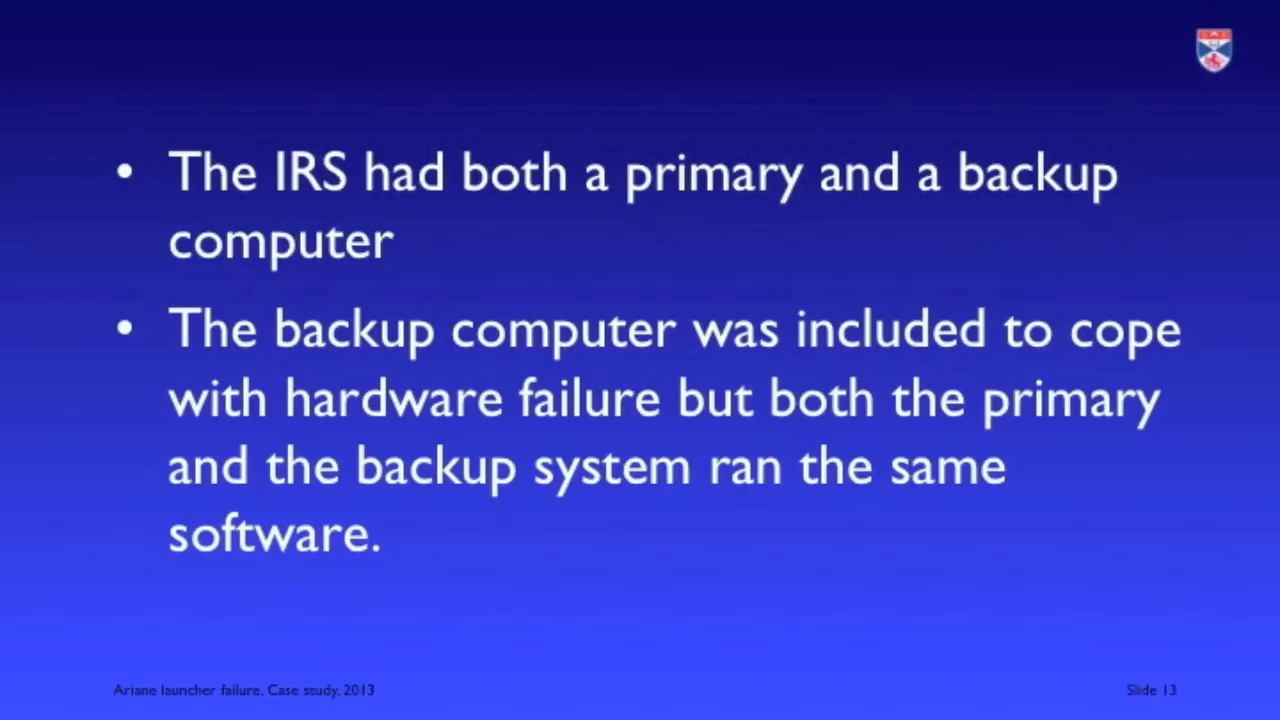 • The IRS had both a primary and a backup
computer
• The backup computer was included to cope
with hardware failure but both the primary
and the backup system ran the same
software.
Ariane launcher failure, Case study, 2013
Slide 13